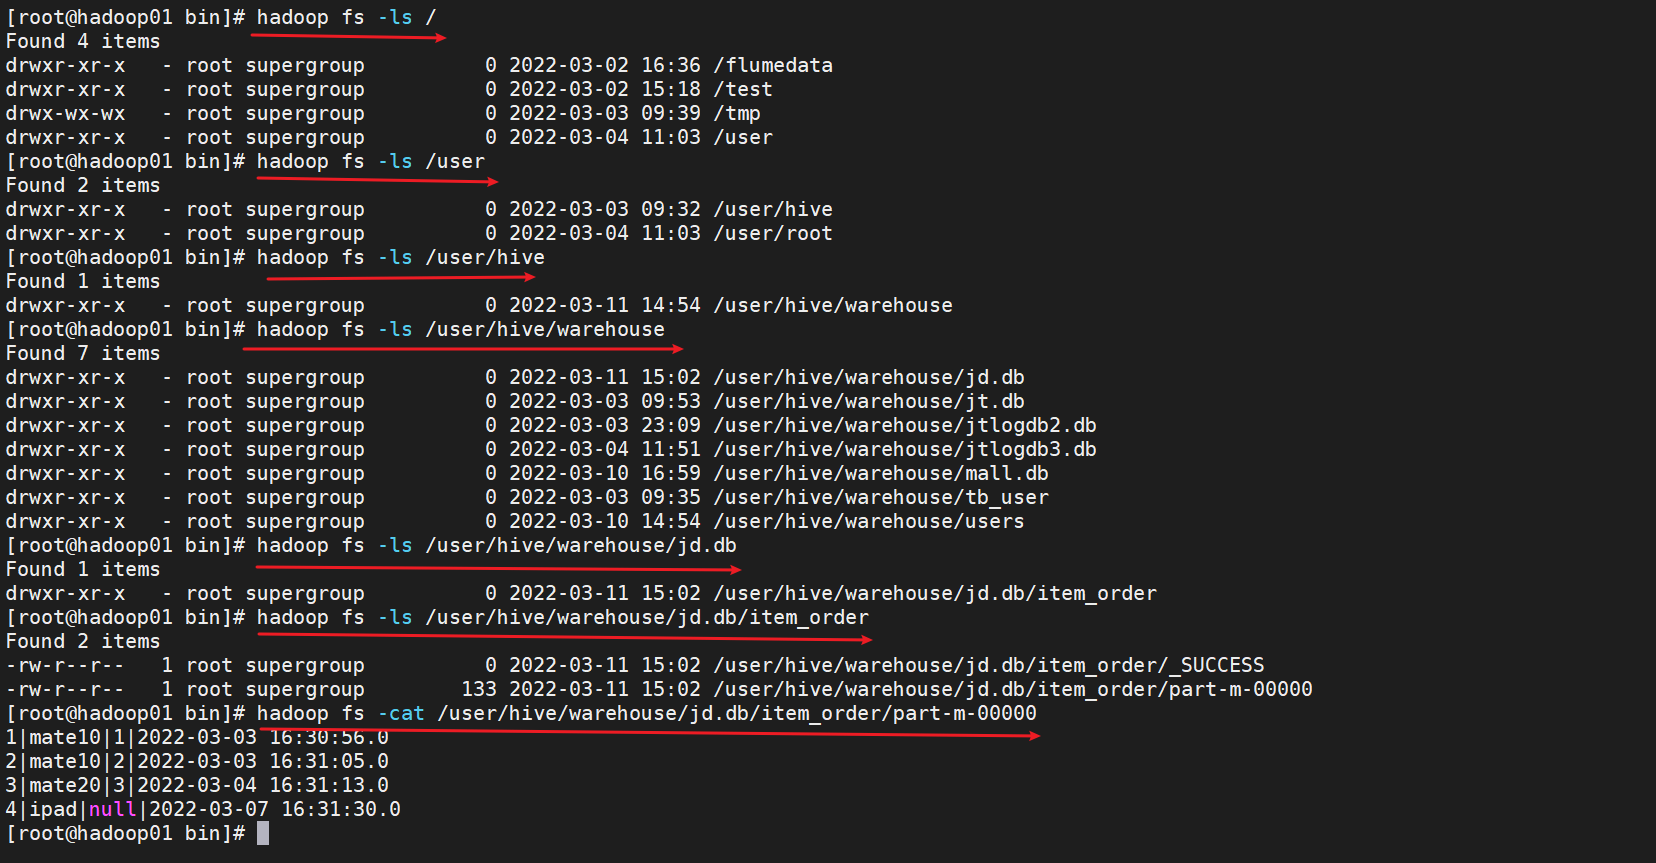 [root@hadoop01 bin]# hadoop fs -ls /
Found 4 items
drwxr-xr-x   - root supergroup          0 2022-03-02 16:36 /flumedata
drwxr-xr-x   - root supergroup          0 2022-03-02 15:18 /test
drwx-wx-wx   - root supergroup          0 2022-03-03 09:39 /tmp
drwxr-xr-x   - root supergroup          0 2022-03-04 11:03 /user
[root@hadoop01 bin]# hadoop fs -ls /user
Found 2 items
drwxr-xr-x   - root supergroup          0 2022-03-03 09:32 /user/hive
drwxr-xr-x   - root supergroup          0 2022-03-04 11:03 /user/root
[root@hadoop01 bin]# hadoop fs -ls /user/hive
Found 1 items
drwxr-xr-x   - root supergroup          0 2022-03-11 14:54 /user/hive/warehouse
[root@hadoop01 bin]# hadoop fs -ls /user/hive/warehouse
Found 7 items
drwxr-xr-x   - root supergroup          0 2022-03-11 15:02 /user/hive/warehouse/jd.db
drwxr-xr-x   - root supergroup          0 2022-03-03 09:53 /user/hive/warehouse/jt.db
drwxr-xr-x   - root supergroup          0 2022-03-03 23:09 /user/hive/warehouse/jtlogdb2.db
drwxr-xr-x   - root supergroup          0 2022-03-04 11:51 /user/hive/warehouse/jtlogdb3.db
drwxr-xr-x   - root supergroup          0 2022-03-10 16:59 /user/hive/warehouse/mall.db
drwxr-xr-x   - root supergroup          0 2022-03-03 09:35 /user/hive/warehouse/tb_user
drwxr-xr-x   - root supergroup          0 2022-03-10 14:54 /user/hive/warehouse/users
[root@hadoop01 bin]# hadoop fs -ls /user/hive/warehouse/jd.db
Found 1 items
drwxr-xr-x   - root supergroup          0 2022-03-11 15:02 /user/hive/warehouse/jd.db/item_order
[root@hadoop01 bin]# hadoop fs -ls /user/hive/warehouse/jd.db/item_order
Found 2 items
-rw-r--r--   1 root supergroup          0 2022-03-11 15:02 /user/hive/warehouse/jd.db/item_order/_SUCCESS
-rw-r--r--   1 root supergroup        133 2022-03-11 15:02 /user/hive/warehouse/jd.db/item_order/part-m-00000
[root@hadoop01 bin]# hadoop fs -cat /user/hive/warehouse/jd.db/item_order/part-m-00000
1|mate10|1|2022-03-03 16:30:56.0
2|mate10|2|2022-03-03 16:31:05.0
3|mate20|3|2022-03-04 16:31:13.0
4|ipad|null|2022-03-07 16:31:30.0
[root@hadoop01 bin]#